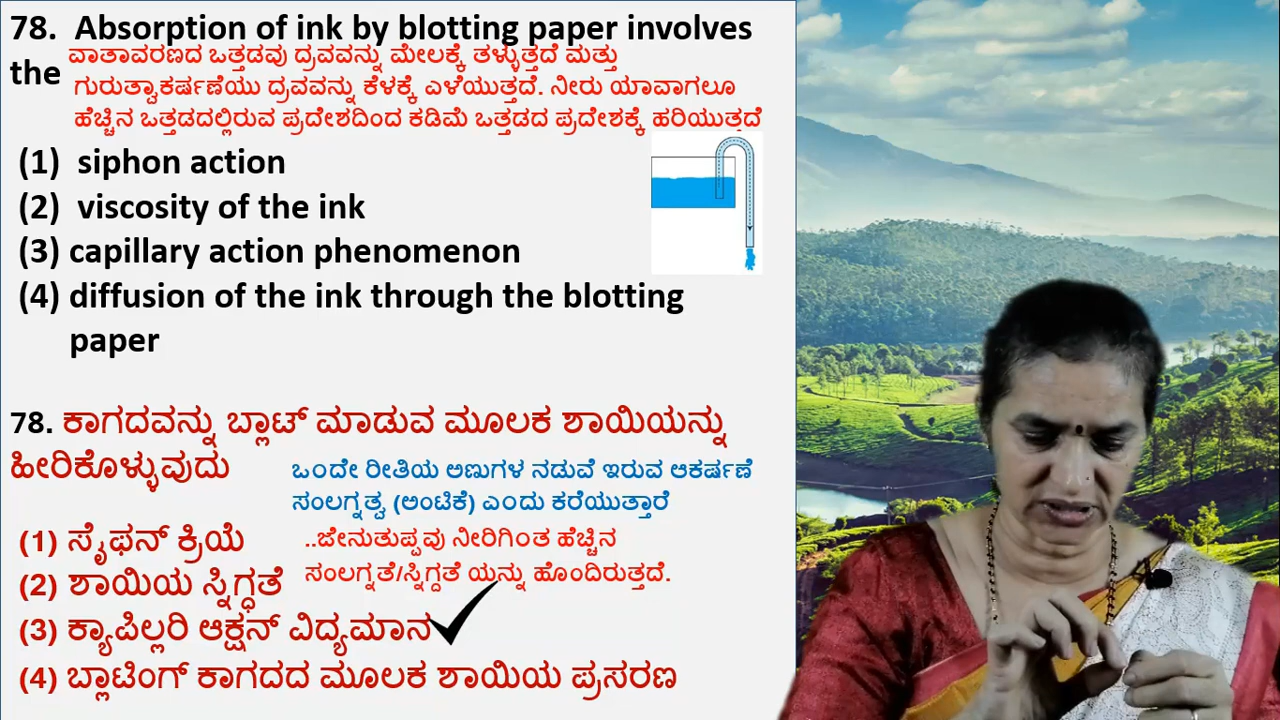 78. Absorption of ink by blotting paper involves
ವಾತಾವರಣದ ಒತ್ತಡವು ದ್ರವವನ್ನು ಮೇಲಕ್ಕೆ ತಳ್ಳುತ್ತದೆ ಮತ್ತು
the
ಗುರುತ್ವಾಕರ್ಷಣೆಯು ದ್ರವವನ್ನು ಕೆಳಕ್ಕೆ ಎಳೆಯುತ್ತದೆ. ನೀರು ಯಾವಾಗಲೂ
ಹೆಚ್ಚಿನ ಒತ್ತಡದಲ್ಲಿರುವ ಪ್ರದೇಶದಿಂದ ಕಡಿಮೆ ಒತ್ತಡದ ಪ್ರದೇಶಕ್ಕೆ ಹರಿಯುತ್ತದೆ
(1) siphon action
(2) viscosity of the ink
(3) capillary action phenomenon
(4) diffusion of the ink through the blotting
paper
78. ಕಾಗದವನ್ನು ಬ್ಲಾಟ್ ಮಾಡುವ ಮೂಲಕ ಶಾಯಿಯನ್ನು
ಹೀರಿಕೊಳ್ಳುವುದು
ಒಂದೇ ರೀತಿಯ ಅಣುಗಳ ನಡುವೆ ಇರುವ ಆಕರ್ಷಣೆ
ಸಂಲಗ್ನತ್ವ (ಅಂಟಿಕೆ) ಎಂದು ಕರೆಯುತ್ತಾರೆ
(1) ಸೈಫನ್ ಕ್ರಿಯೆ
..ಜೇನುತುಪ್ಪವು ನೀರಿಗಿಂತ ಹೆಚ್ಚಿನ
(2) ಶಾಯಿಯ ಸ್ನಿಗ್ಧತೆ
ಸಂಲಗ್ನತೆ/ಸ್ನಿಗ್ದತೆ ಯನ್ನು ಹೊಂದಿರುತ್ತದೆ.
(3) ಕ್ಯಾಪಿಲ್ಲರಿ ಆಕ್ಷನ್ ವಿದ್ಯಮಾನ
(4) ಬ್ಲಾಟಿಂಗ್ ಕಾಗದದ ಮೂಲಕ ಶಾಯಿಯ ಪ್ರಸರಣ